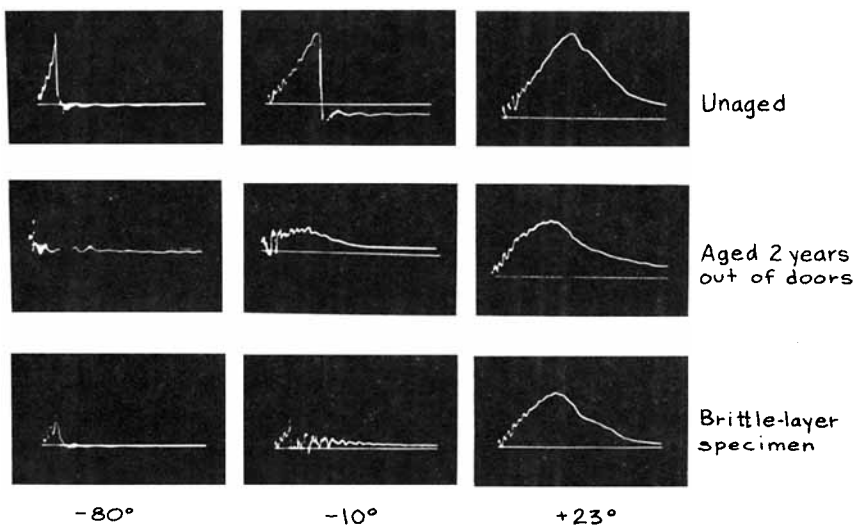 Unaged
Aged 2 years
out of doors
Brittle-layer
specimen
-80°
-10°
+23°